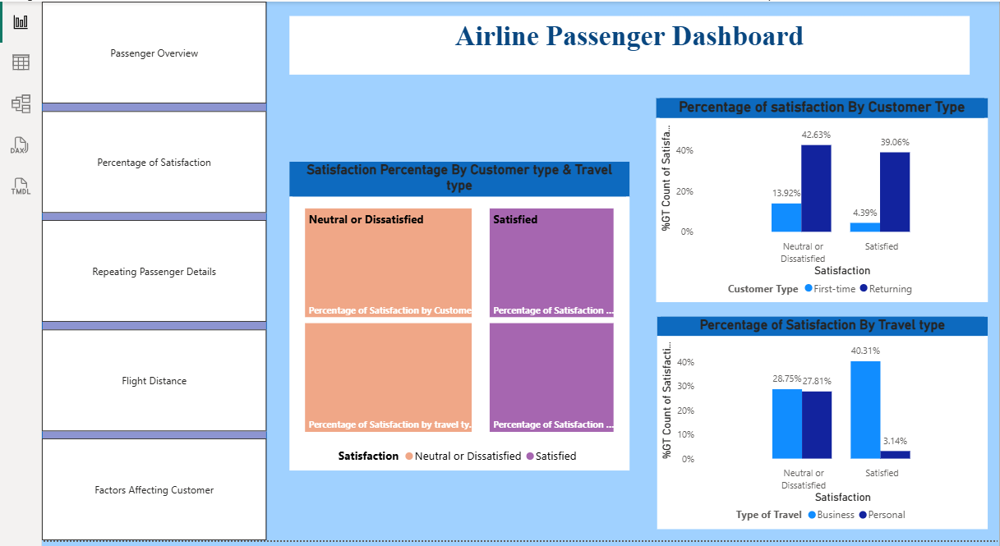 DAX
TMDL
Passenger Overview
Percentage of Satisfaction
Repeating Passenger Details
Flight Distance
Factors Affecting Customer
Airline Passenger Dashboard
Satisfaction Percentage By Customer type & Travel
type
Neutral or Dissatisfied
Satisfied
Percentage of Satisfaction by Custome
Percentage of Satisfaction ...
Percentage of Satisfaction by travel ty.
Percentage of Satisfaction ...
Satisfaction Neutral or Dissatisfied Satisfied
Percentage of satisfaction By Customer Type
%GT Count of Satisfa...
40%
20%
0%
13.92%
42.63%
4.39%
39.06%
Neutral or
Dissatisfied
Satisfied
Satisfaction
Customer Type First-time Returning
Percentage of Satisfaction By Travel type
%GT Count of Satisfacti...
40%
30%
20%
10%
0%
28.75%
27.81%
40.31%
3.14%
Neutral or
Dissatisfied
Satisfied
Satisfaction
Type of Travel Business Personal